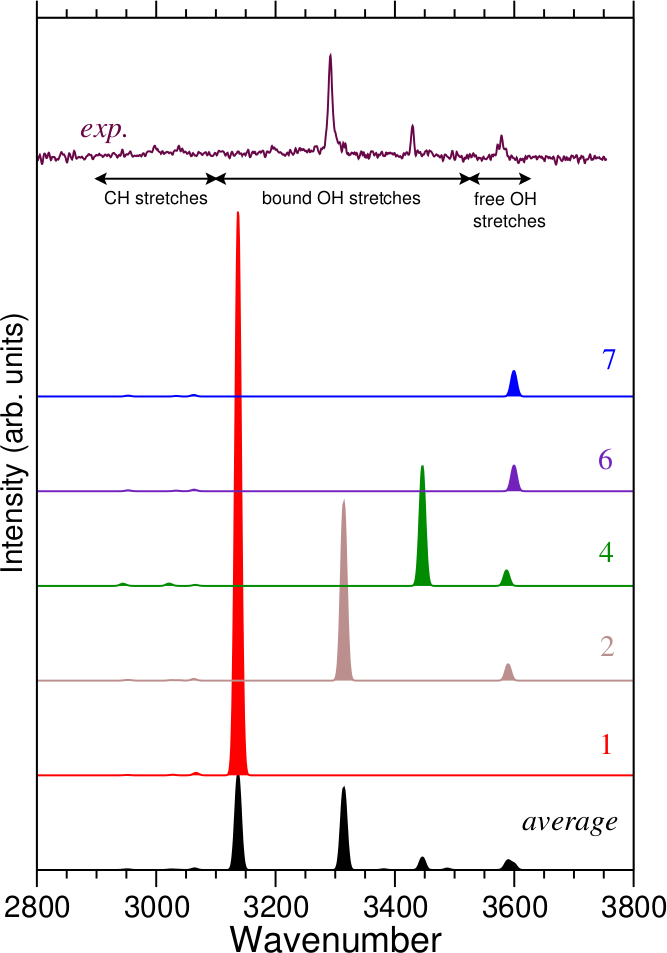 exp.
CH stretches
bound OH stretches
free OH
stretches
Intensity (arb. units)
7
6
4
2
1
average
2800 3000 3200 3400 3600 3800
Wavenumber